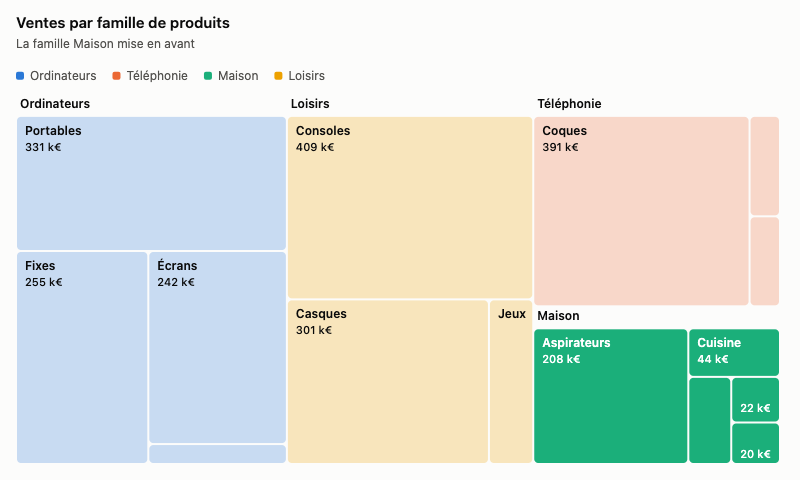 Ventes par famille de produits
La famille Maison mise en avant
Ordinateurs
Téléphonie
Maison
Loisirs
Ordinateurs
Portables
331 k€
Fixes
255 k€
Écrans
242 k€
Loisirs
Consoles
409 k€
Casques
301 k€
Jeux
Téléphonie
Coques
391 k€
Maison
Aspirateurs
208 k€
Cuisine
44 k€
22 k€
20 k€